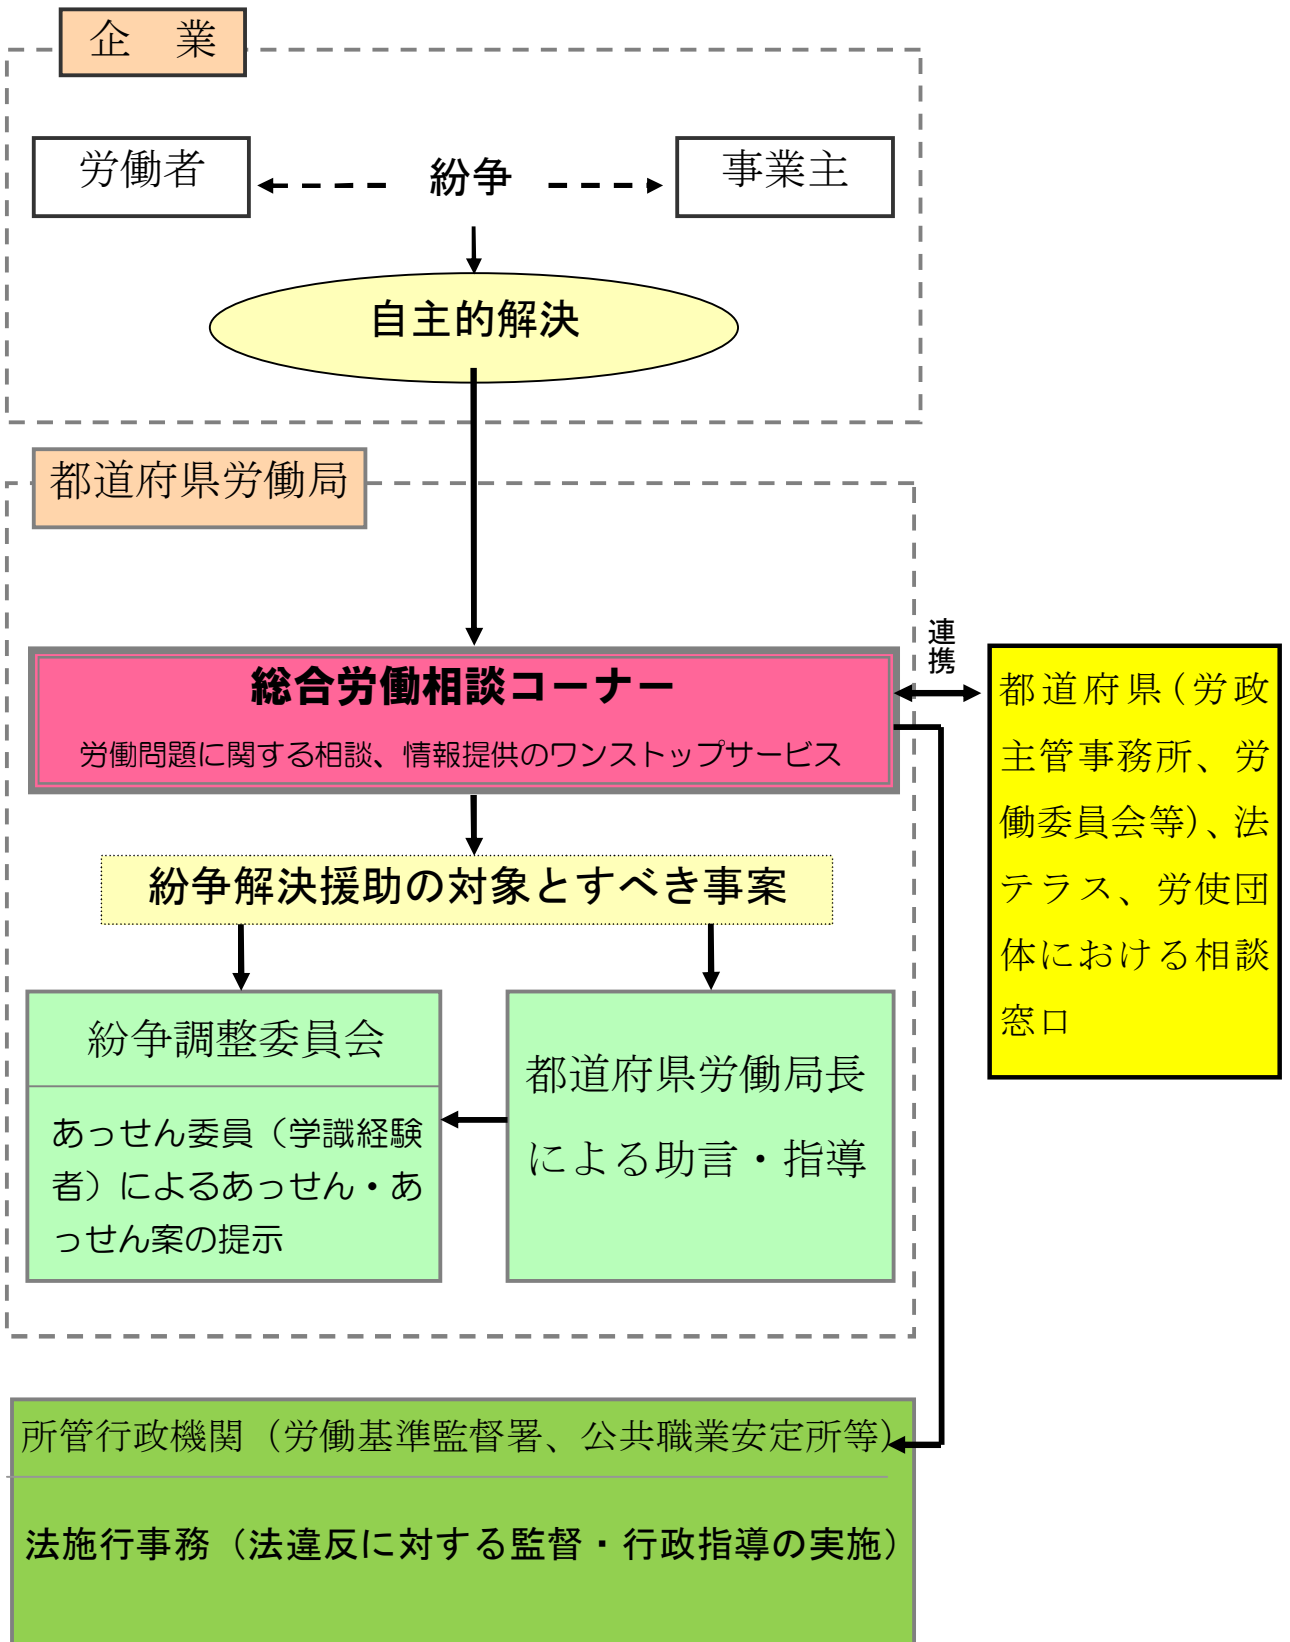 企　業
労働者
紛争
事業主
自主的解決
都道府県労働局
総合労働相談コーナー
労働問題に関する相談、情報提供のワンストップサービス
連携
都道府県（労政
主管事務所、労
働委員会等）、法
テラス、労使団
体における相談
窓口
紛争解決援助の対象とすべき事案
紛争調整委員会
あっせん委員（学識経験
者）によるあっせん・あ
っせん案の提示
都道府県労働局長
による助言・指導
所管行政機関（労働基準監督署、公共職業安定所等）
法施行事務（法違反に対する監督・行政指導の実施）